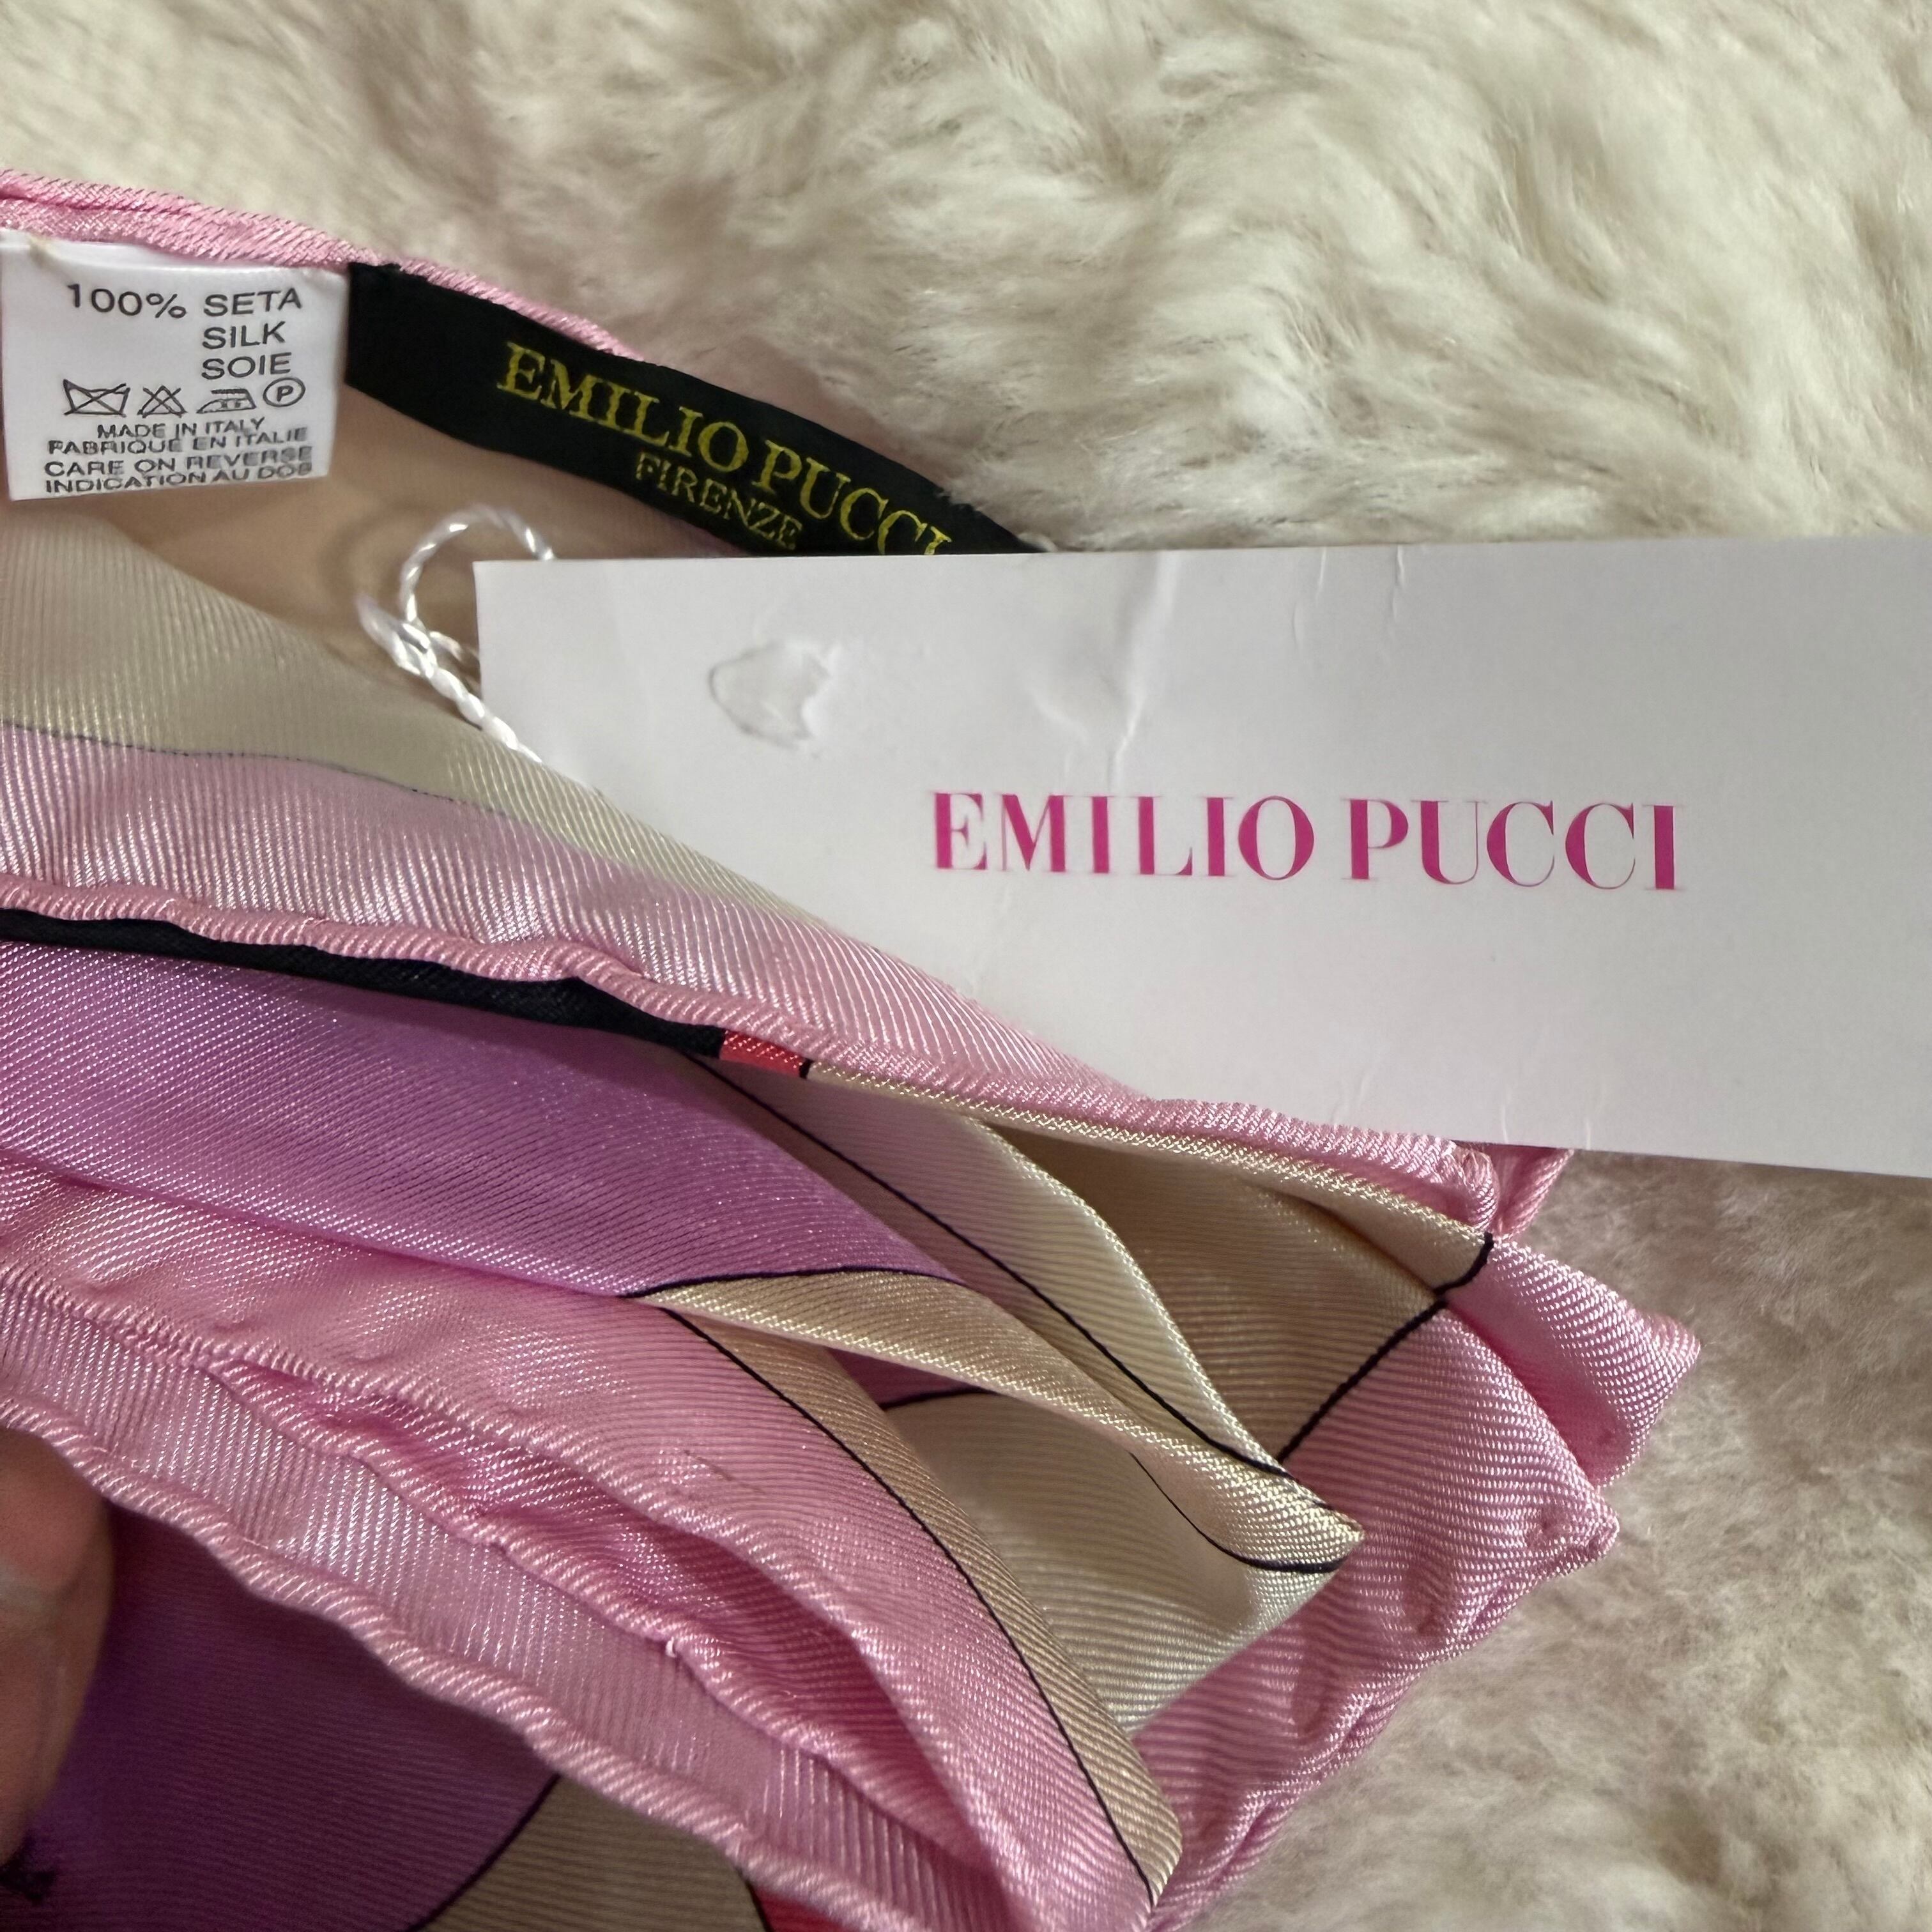 100% SETA
SILK
SOIE
P
MADE IN ITALY
FABRIQUÉ EN ITALIE
CARE ON REVERSE
INDICATION AU DOS
EMILIO PUCCI
FIRENZE
EMILIO PUCCI